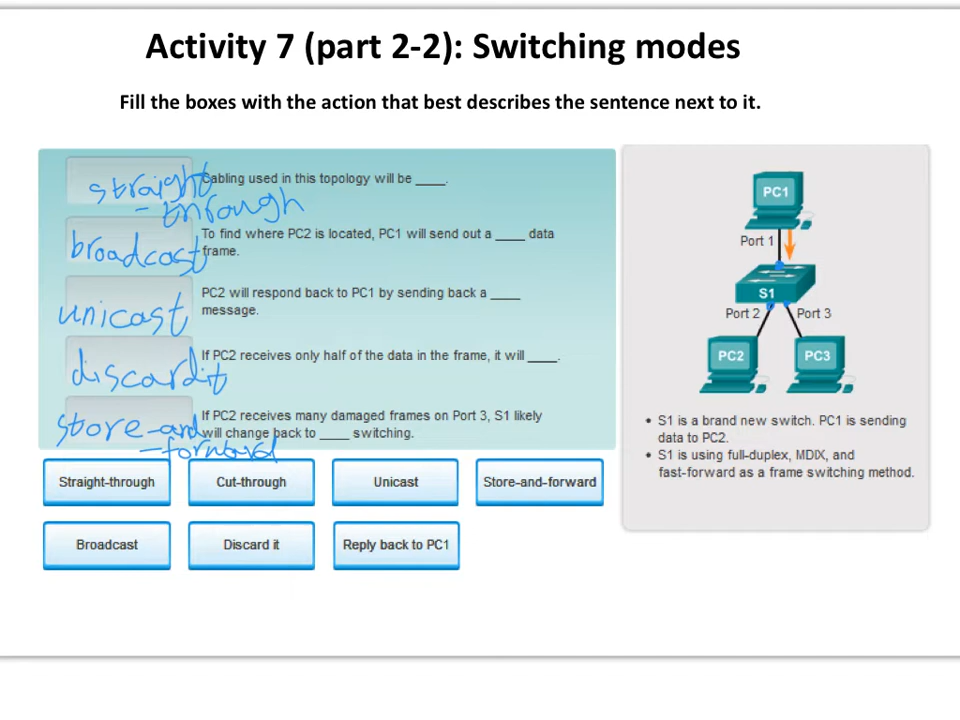 Activity 7 (part 2-2): Switching modes
Fill the boxes with the action that best describes the sentence next to it.
straight
-through
Cabling used in this topology will be ____.
broadcast
To find where PC2 is located, PC1 will send out a ____ data
frame.
unicast
PC2 will respond back to PC1 by sending back a ____
message.
discard it
If PC2 receives only half of the data in the frame, it will ____.
store-and
-forward
If PC2 receives many damaged frames on Port 3, S1 likely
will change back to ____ switching.
Straight-through
Cut-through
Unicast
Store-and-forward
Broadcast
Discard it
Reply back to PC1
PC1
Port 1
S1
Port 2
Port 3
PC2
PC3
• S1 is a brand new switch. PC1 is sending
data to PC2.
• S1 is using full-duplex, MDIX, and
fast-forward as a frame switching method.